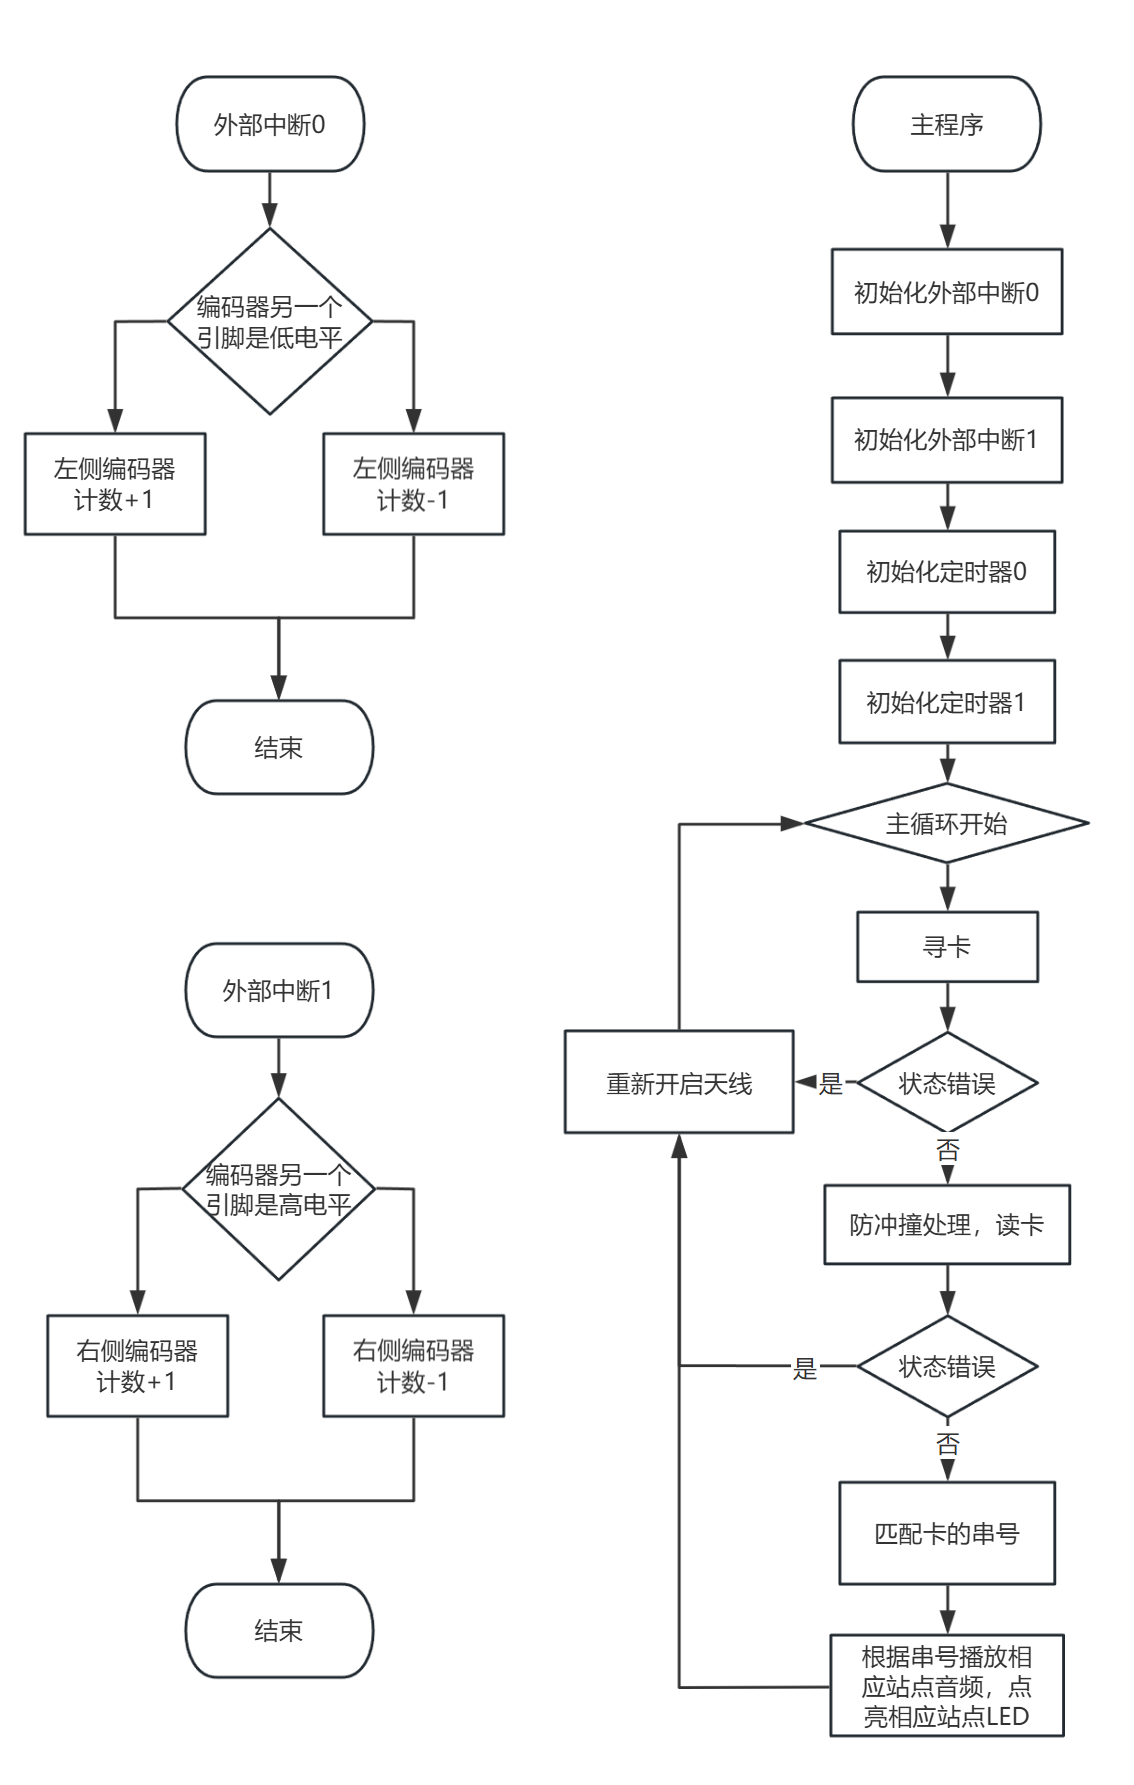 外部中断0
编码器另一个
引脚是低电平
左侧编码器
计数+1
左侧编码器
计数-1
结束
外部中断1
编码器另一个
引脚是高电平
右侧编码器
计数+1
右侧编码器
计数-1
结束
主程序
初始化外部中断0
初始化外部中断1
初始化定时器0
初始化定时器1
主循环开始
寻卡
状态错误
是
重新开启天线
否
防冲撞处理，读卡
状态错误
是
否
匹配卡的串号
根据串号播放相
应站点音频，点
亮相应站点LED